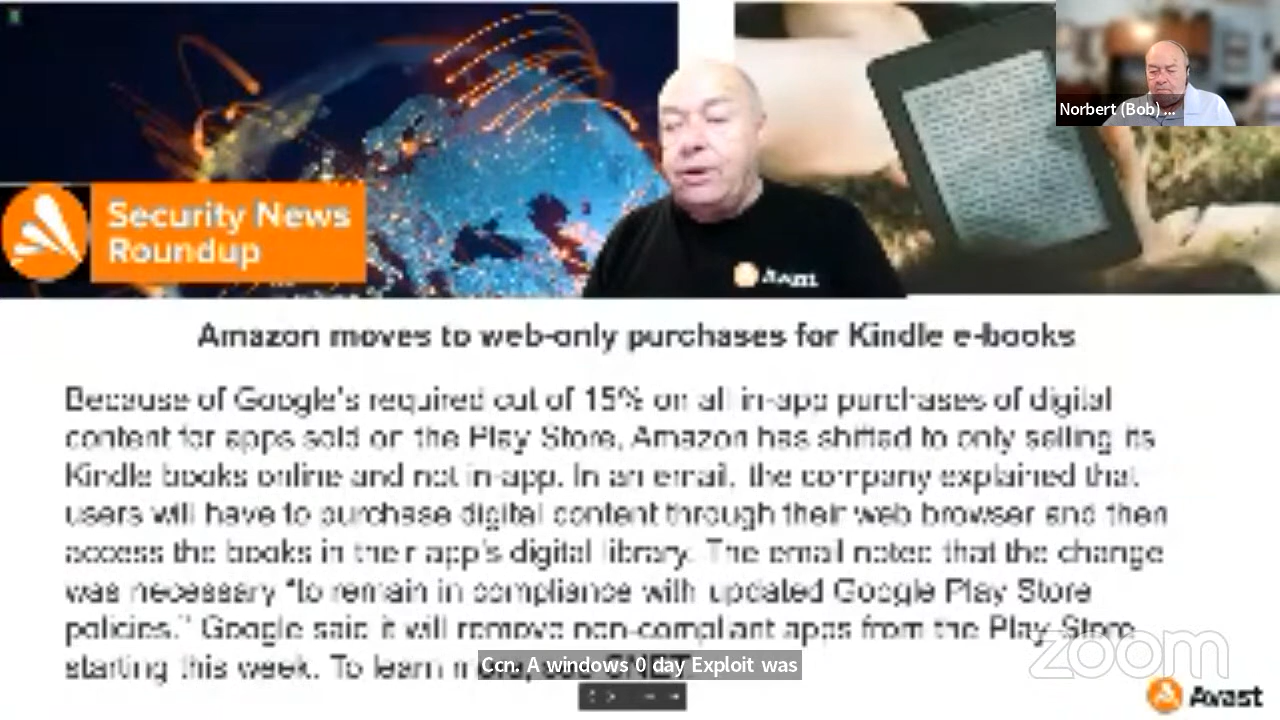 Norbert (Bob) ...
Security News
Roundup
Avast
Amazon moves to web-only purchases for Kindle e-books
Because of Google's required cut of 15% on all in-app purchases of digital
content for apps sold on the Play Store, Amazon has shifted to only selling its
Kindle books online and not in-app. In an email, the company explained that
users will have to purchase digital content through their web browser and then
access the books in their app's digital library. The email noted that the change
was necessary "to remain in compliance with updated Google Play Store
policies." Google said it will remove non-compliant apps from the Play Store
starting this week. To learn more, see CNET.
Ccn. A windows 0 day Exploit was
zoom
Avast